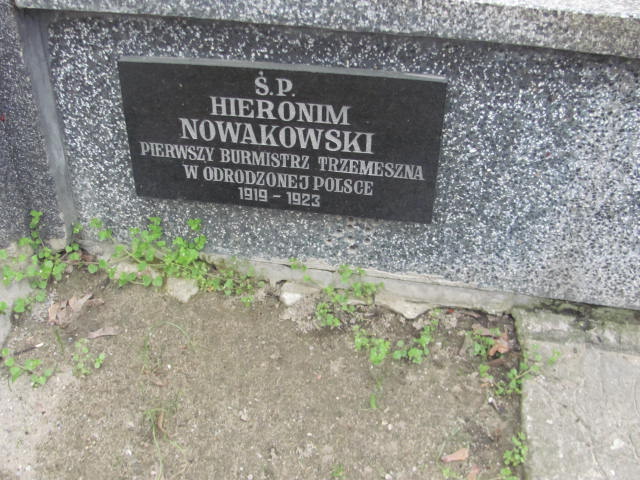 Ś.P.
HIERONIM
NOWAKOWSKI
PIERWSZY BURMISTRZ TRZEMESZNA
W ODRODZONEJ POLSCE
1919 - 1923